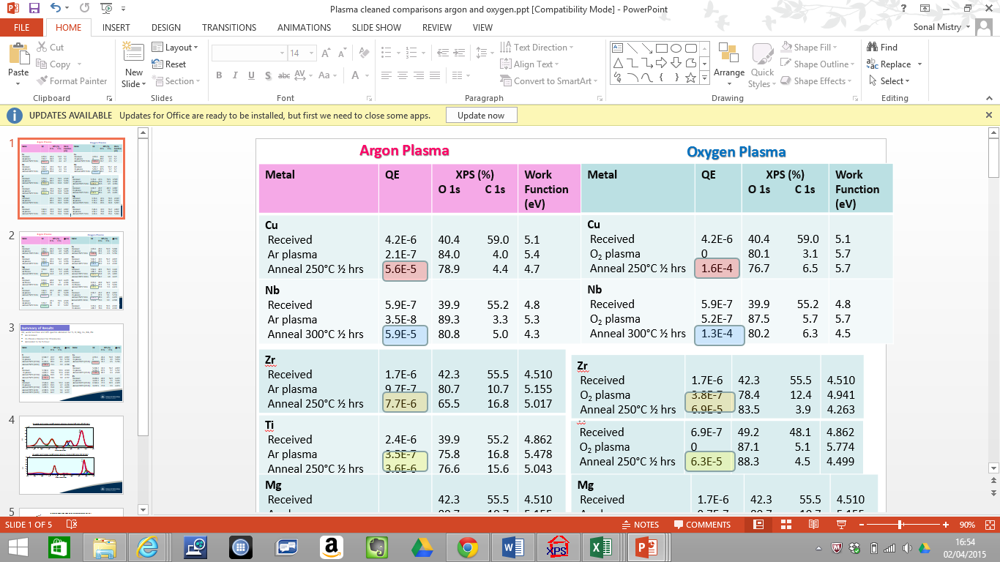 Plasma cleaned comparisons argon and oxygen.ppt [Compatibility Mode] - PowerPoint
FILE HOME INSERT DESIGN TRANSITIONS ANIMATIONS SLIDE SHOW REVIEW VIEW Sonal Mistry
Paste
Cut
Copy
Format Painter
Clipboard
New Slide
Layout
Reset
Section
Slides
14
Font
Paragraph
Text Direction
Align Text
Convert to SmartArt
Arrange
Quick Styles
Shape Fill
Shape Outline
Shape Effects
Drawing
Find
Replace
Select
Editing
UPDATES AVAILABLE Updates for Office are ready to be installed, but first we need to close some apps. Update now
1
2
3
Summary of Results
4
5
Argon Plasma
Metal QE XPS (%) Work
O 1s C 1s Function
(eV)
Cu
Received 4.2E-6 40.4 59.0 5.1
Ar plasma 2.1E-7 84.0 4.0 5.4
Anneal 250°C ½ hrs 5.6E-5 78.9 4.4 4.7
Nb
Received 5.9E-7 39.9 55.2 4.8
Ar plasma 3.5E-8 89.3 3.3 5.3
Anneal 300°C ½ hrs 5.9E-5 80.8 5.0 4.3
Zr
Received 1.7E-6 42.3 55.5 4.510
Ar plasma 9.7E-7 80.7 10.7 5.155
Anneal 250°C ½ hrs 7.7E-6 65.5 16.8 5.017
Ti
Received 2.4E-6 39.9 55.2 4.862
Ar plasma 3.5E-7 75.8 16.8 5.478
Anneal 250°C ½ hrs 3.6E-6 76.6 15.6 5.043
Mg
Received 42.3 55.5 4.510
Oxygen Plasma
Metal QE XPS (%) Work
O 1s C 1s Function
(eV)
Cu
Received 4.2E-6 40.4 59.0 5.1
O₂ plasma 0 80.1 3.1 5.7
Anneal 250°C ½ hrs 1.6E-4 76.7 6.5 5.7
Nb
Received 5.9E-7 39.9 55.2 4.8
O₂ plasma 5.2E-7 87.5 5.7 5.7
Anneal 300°C ½ hrs 1.3E-4 80.2 6.3 4.5
Zr
Received 1.7E-6 42.3 55.5 4.510
O₂ plasma 3.8E-7 78.4 12.4 4.941
Anneal 250°C ½ hrs 6.9E-5 83.5 3.9 4.263
Received 6.9E-7 49.2 48.1 4.862
O₂ plasma 0 87.1 5.1 5.774
Anneal 250°C ½ hrs 6.3E-5 88.3 4.5 4.499
Mg
Received 1.7E-6 42.3 55.5 4.510
SLIDE 1 OF 5 NOTES COMMENTS 90%
XPS
16:54
02/04/2015